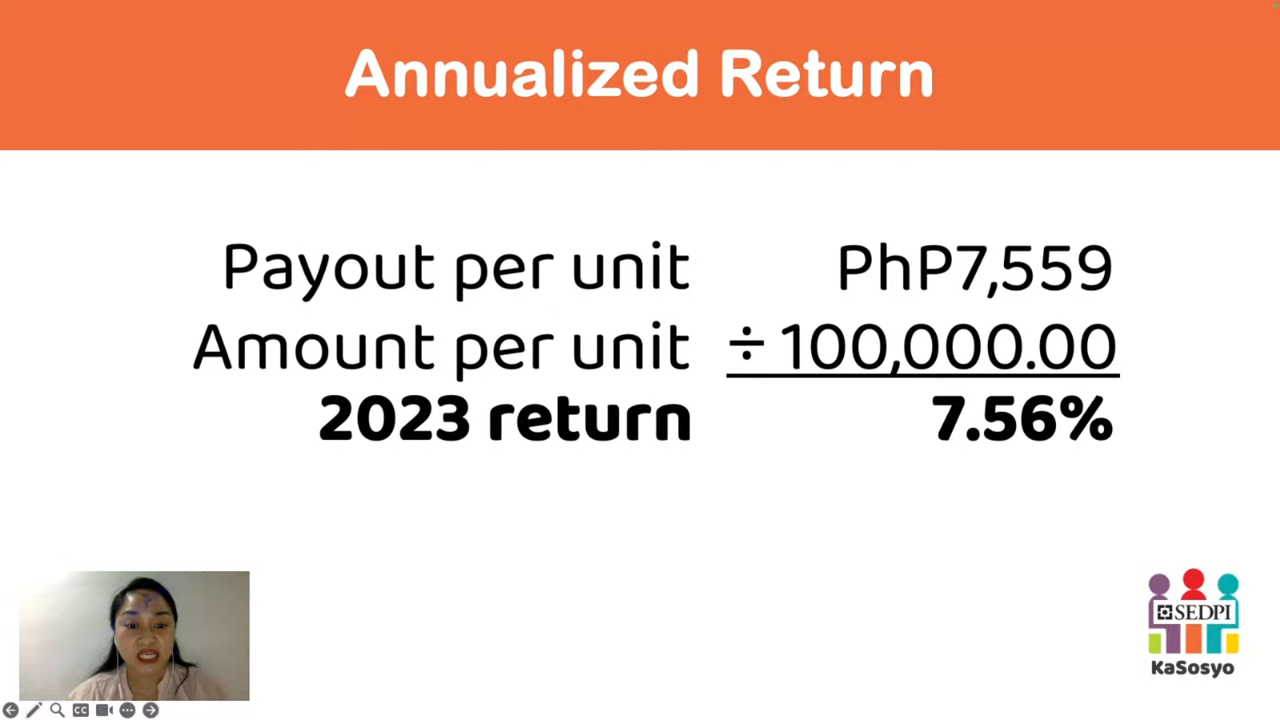 Annualized Return
Payout per unit PhP7,559
Amount per unit ÷ 100,000.00
2023 return 7.56%
SEDPI
KaSosyo
CC